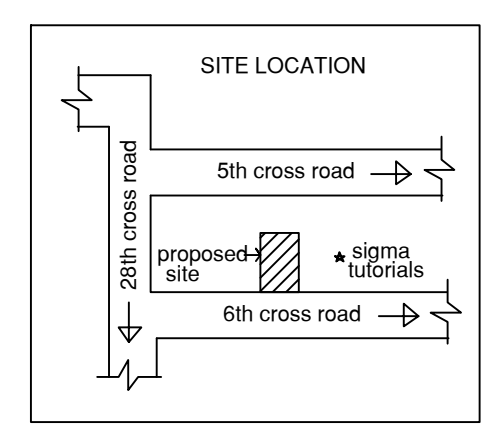 SITE LOCATION
28th cross road
5th cross road
proposed
site
sigma
tutorials
6th cross road